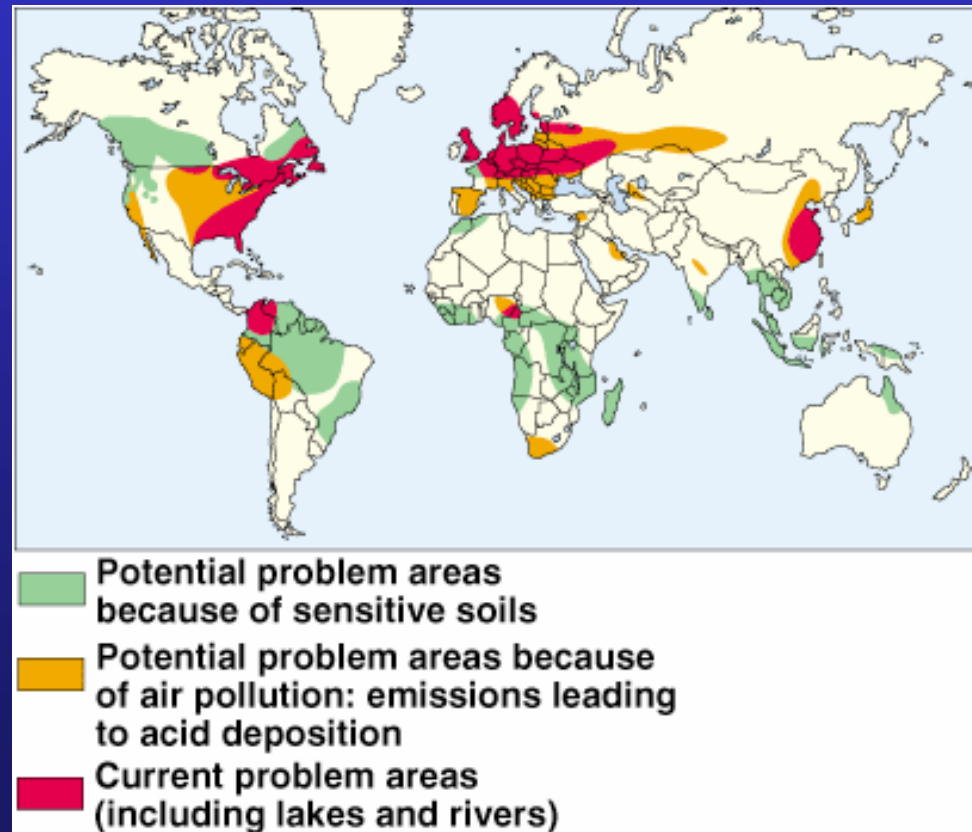 Potential problem areas
because of sensitive soils
Potential problem areas because
of air pollution: emissions leading
to acid deposition
Current problem areas
(including lakes and rivers)